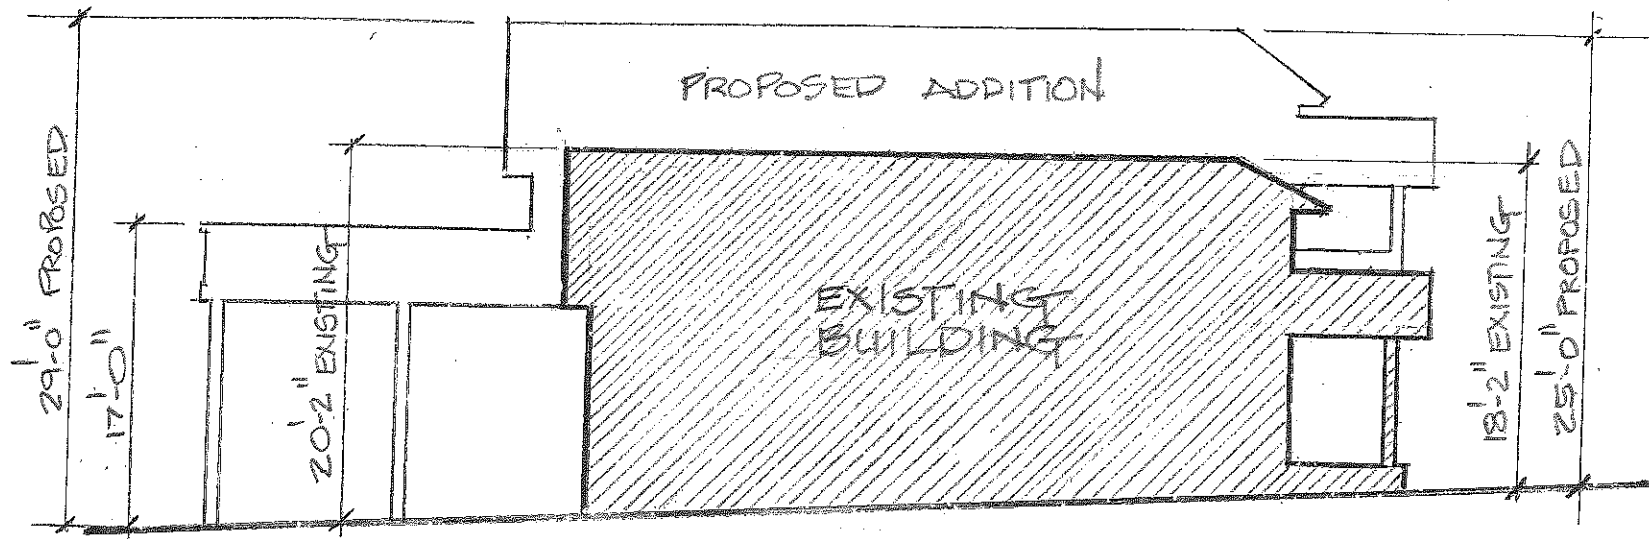 PROPOSED ADDITION
29'-0" PROPOSED
17'-0"
20'-2" EXISTING
EXISTING
BUILDING
18'-2" EXISTING
25'-0" PROPOSED